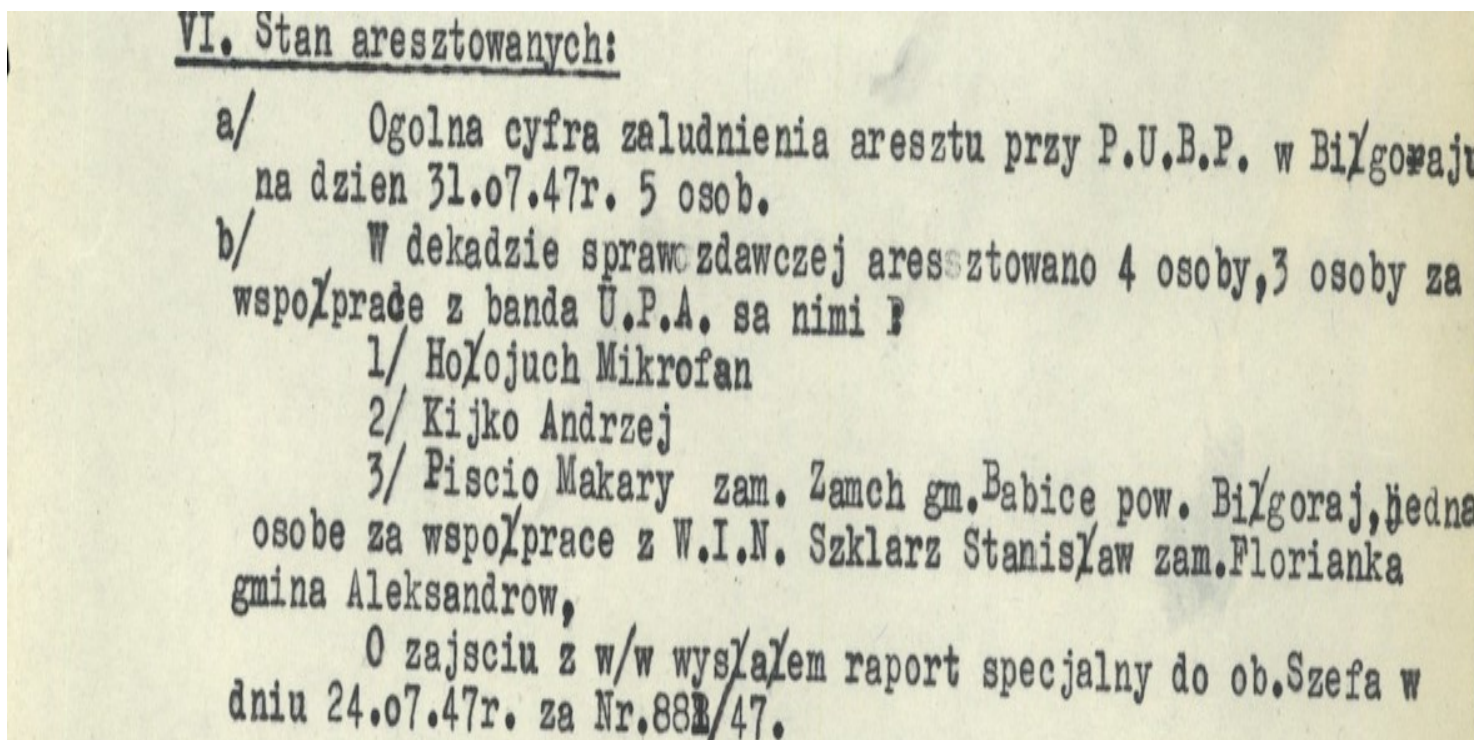 VI. Stan aresztowanych:
a/ Ogolna cyfra zaludnienia aresztu przy P.U.B.P. w Biłgoraju
na dzien 31.o7.47r. 5 osob.
b/ W dekadzie sprawozdawczej aressztowano 4 osoby,3 osoby za
wspołprace z banda U.P.A. sa nimi :
1/ Hołojuch Mikrofan
2/ Kijko Andrzej
3/ Piscio Makary zam. Zamch gm.Babice pow. Biłgoraj,jedna
osobe za wspołprace z W.I.N. Szklarz Stanisław zam.Florianka
gmina Aleksandrow,
O zajsciu z w/w wysłałem raport specjalny do ob.Szefa w
dniu 24.o7.47r. za